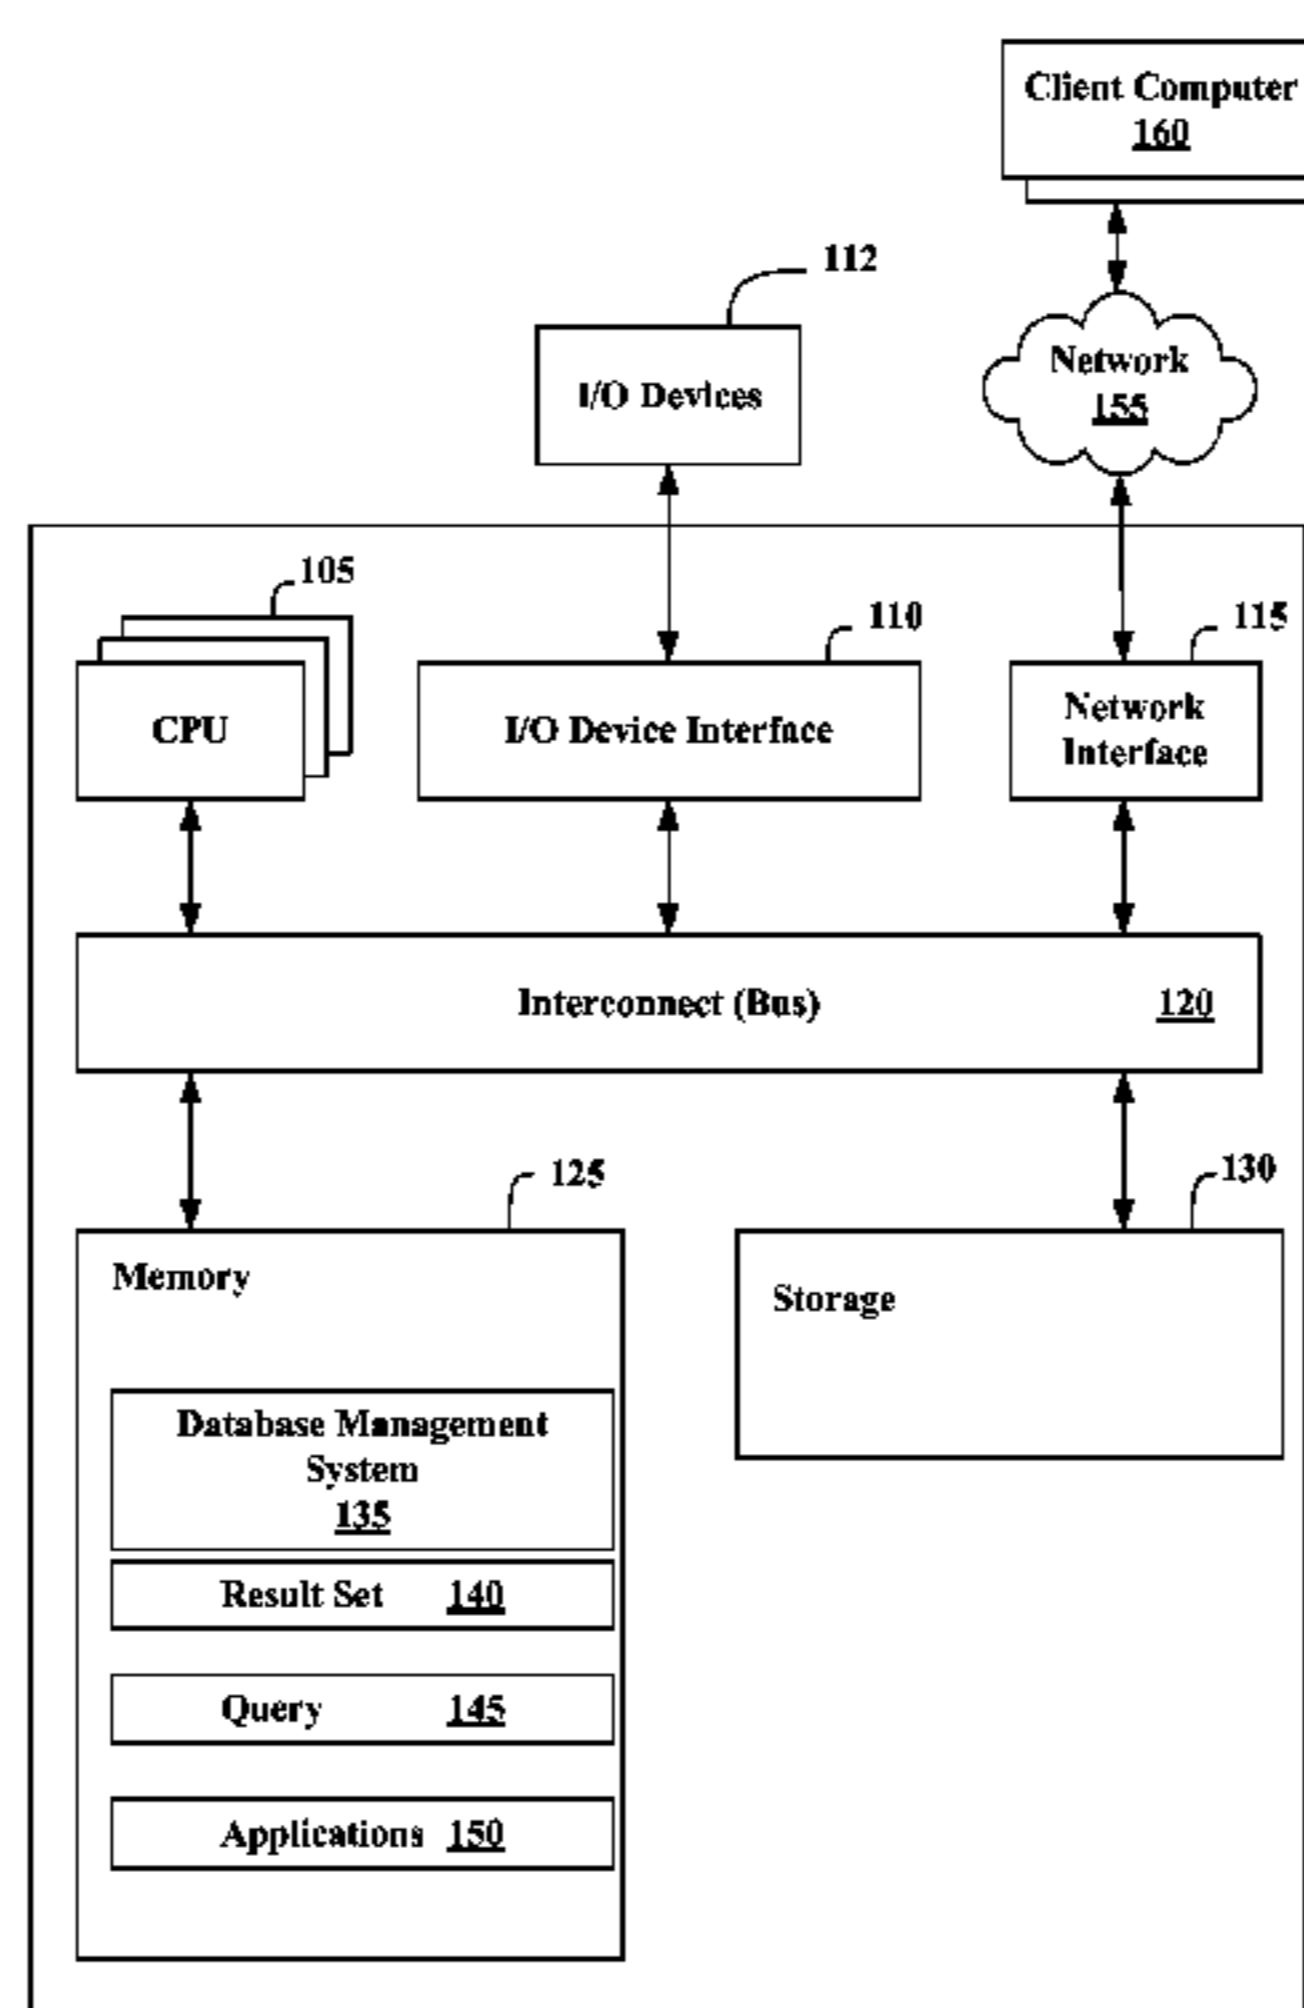 Client Computer
160
112
I/O Devices
Network
155
105
110
115
CPU
I/O Device Interface
Network
Interface
Interconnect (Bus)
120
125
130
Memory
Storage
Database Management
System
135
Result Set 140
Query 145
Applications 150